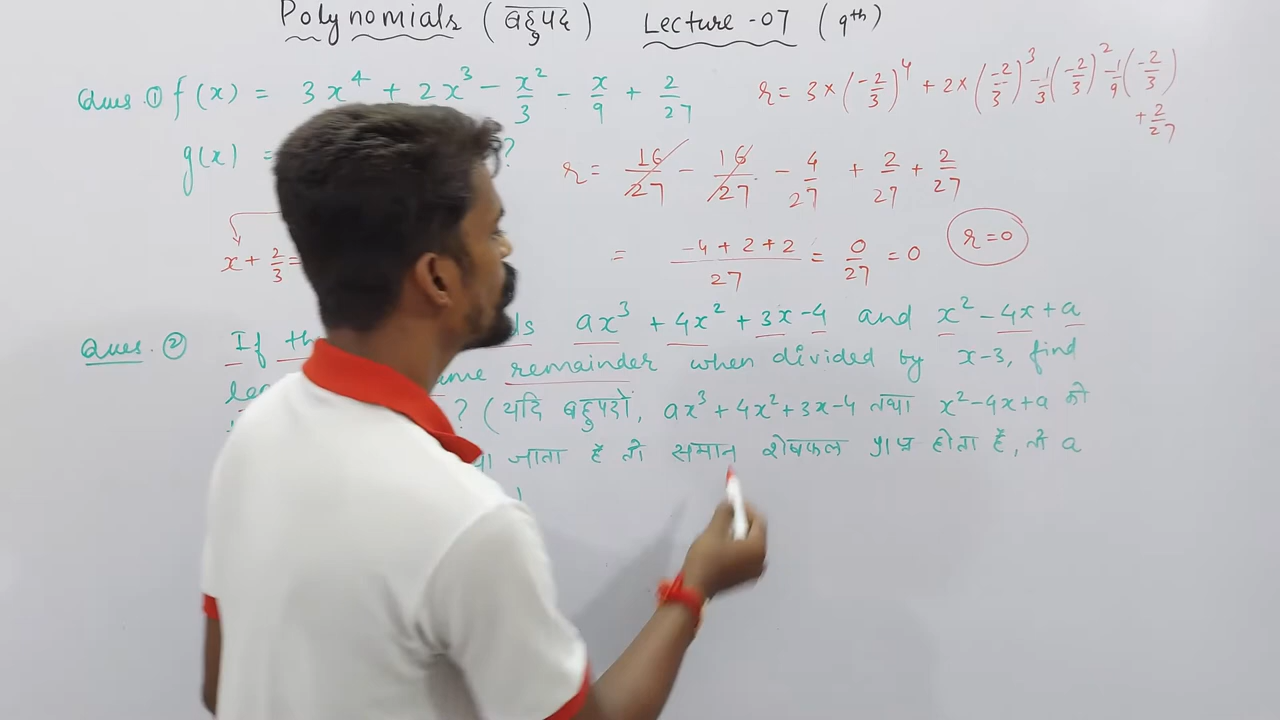 Polynomials (बहुपद) Lecture -07 (9th)
Ques. ① f(x) = 3x⁴ + 2x³ - x²/3 - x/9 + 2/27
r = 3×(-2/3)⁴ + 2×(-2/3)³ - 1/3(-2/3)² - 1/9(-2/3) + 2/27
g(x) = ?
r = 16/27 - 16/27 - 4/27 + 2/27 + 2/27
x + 2/3 =
= (-4+2+2)/27 = 0/27 = 0 r=0
Ques. ② If ax³ + 4x² + 3x - 4 and x² - 4x + a
remainder when divided by x-3, find
? (यदि बहुपदो, ax³ + 4x² + 3x - 4 तथा x² - 4x + a को
जाता है तो समान शेषफल प्राप्त होता है, तो a